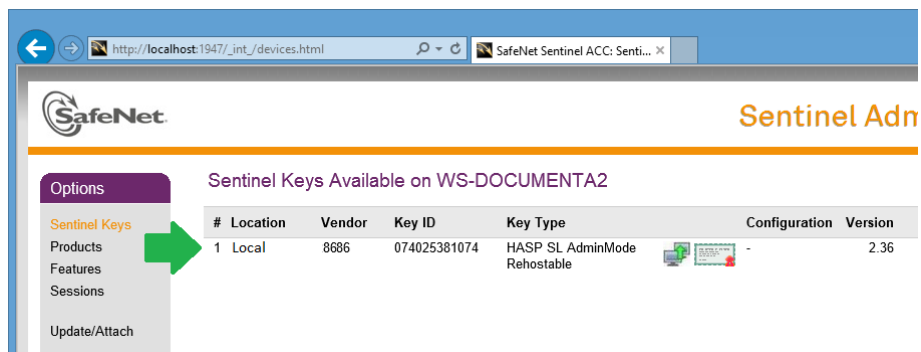 http://localhost:1947/_int_/devices.html
SafeNet Sentinel ACC: Senti...
SafeNet.
Sentinel Adm
Options
Sentinel Keys
Products
Features
Sessions
Update/Attach
Sentinel Keys Available on WS-DOCUMENTA2
# Location Vendor Key ID Key Type Configuration Version
1 Local 8686 074025381074 HASP SL AdminMode - 2.36
Rehostable